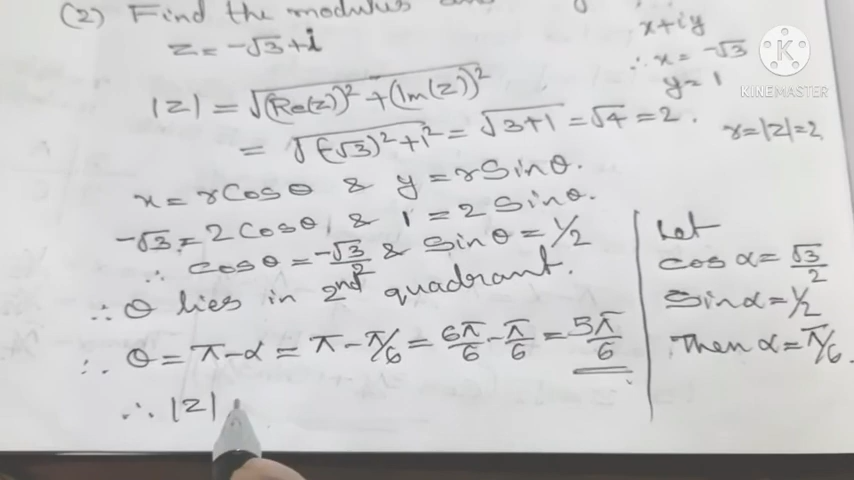 (2) Find the modulus
z = -√3 + i
x+iy
∴ x = -√3
y = 1
|z| = √(Re(z))² + (Im(z))²
= √(-√3)² + 1² = √3+1 = √4 = 2.
r = |z| = 2
x = r Cos θ & y = r Sin θ.
-√3 = 2 Cos θ, & 1 = 2 Sin θ.
∴ Cos θ = -√3/2 & Sin θ = 1/2
∴ θ lies in 2nd quadrant.
∴ θ = π - α = π - π/6 = 6π/6 - π/6 = 5π/6
∴ |z|
Let
Cos α = √3/2
Sin α = 1/2
Then α = π/6.
KINEMASTER